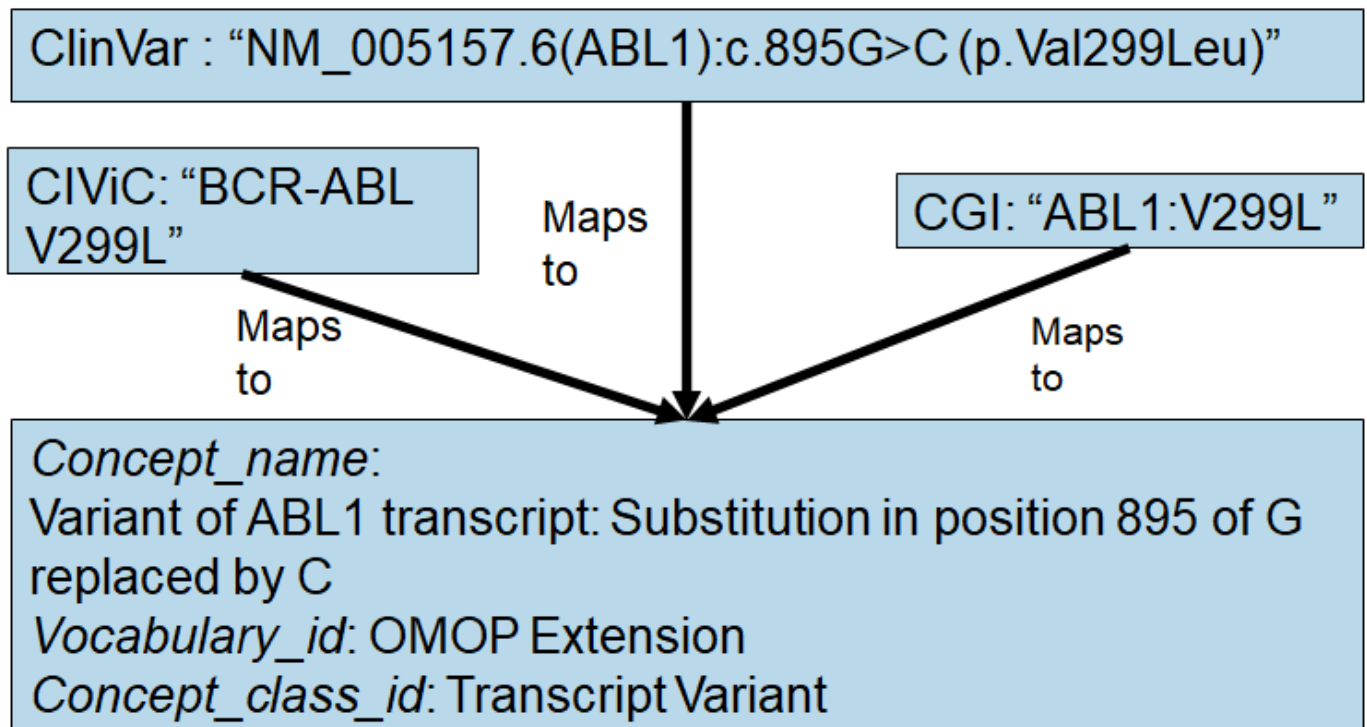 ClinVar : “NM_005157.6(ABL1):c.895G>C (p.Val299Leu)”
CIViC: “BCR-ABL
V299L”
Maps
to
CGI: “ABL1:V299L”
Maps
to
Maps
to
Concept_name:
Variant of ABL1 transcript: Substitution in position 895 of G
replaced by C
Vocabulary_id: OMOP Extension
Concept_class_id: Transcript Variant